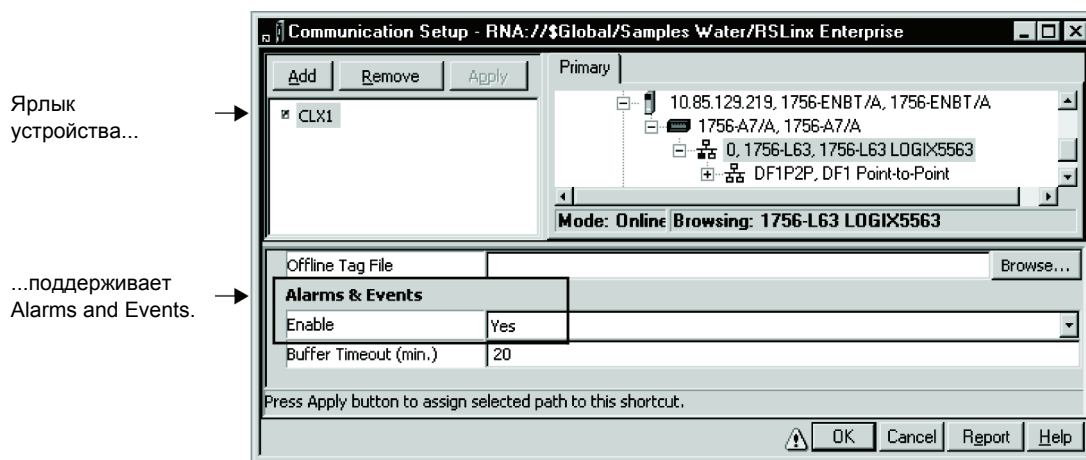 Communication Setup - RNA://$Global/Samples Water/RSLinx Enterprise
Add Remove Apply
Primary
Ярлык
устройства...
CLX1
10.85.129.219, 1756-ENBT/A, 1756-ENBT/A
1756-A7/A, 1756-A7/A
0, 1756-L63, 1756-L63 LOGIX5563
DF1P2P, DF1 Point-to-Point
Mode: Online Browsing: 1756-L63 LOGIX5563
...поддерживает
Alarms and Events.
Offline Tag File Browse...
Alarms & Events
Enable Yes
Buffer Timeout (min.) 20
Press Apply button to assign selected path to this shortcut.
OK Cancel Report Help